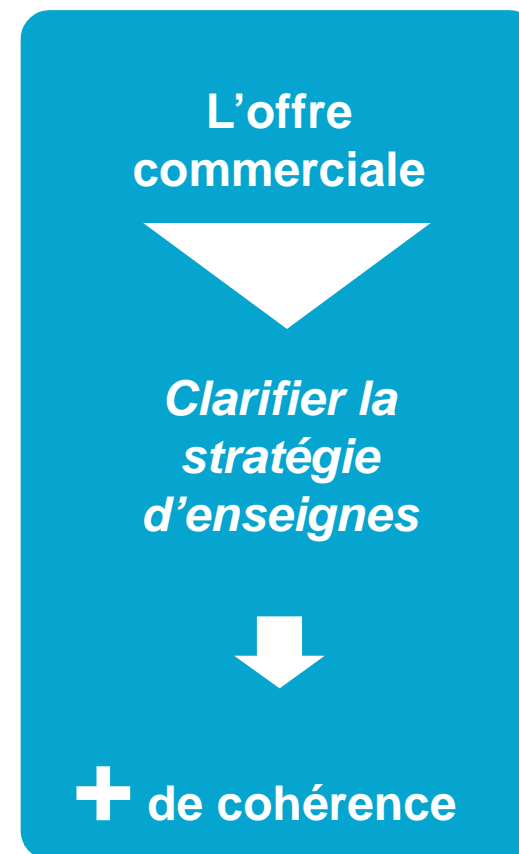 L’offre
commerciale
Clarifier la
stratégie
d’enseignes
+ de cohérence